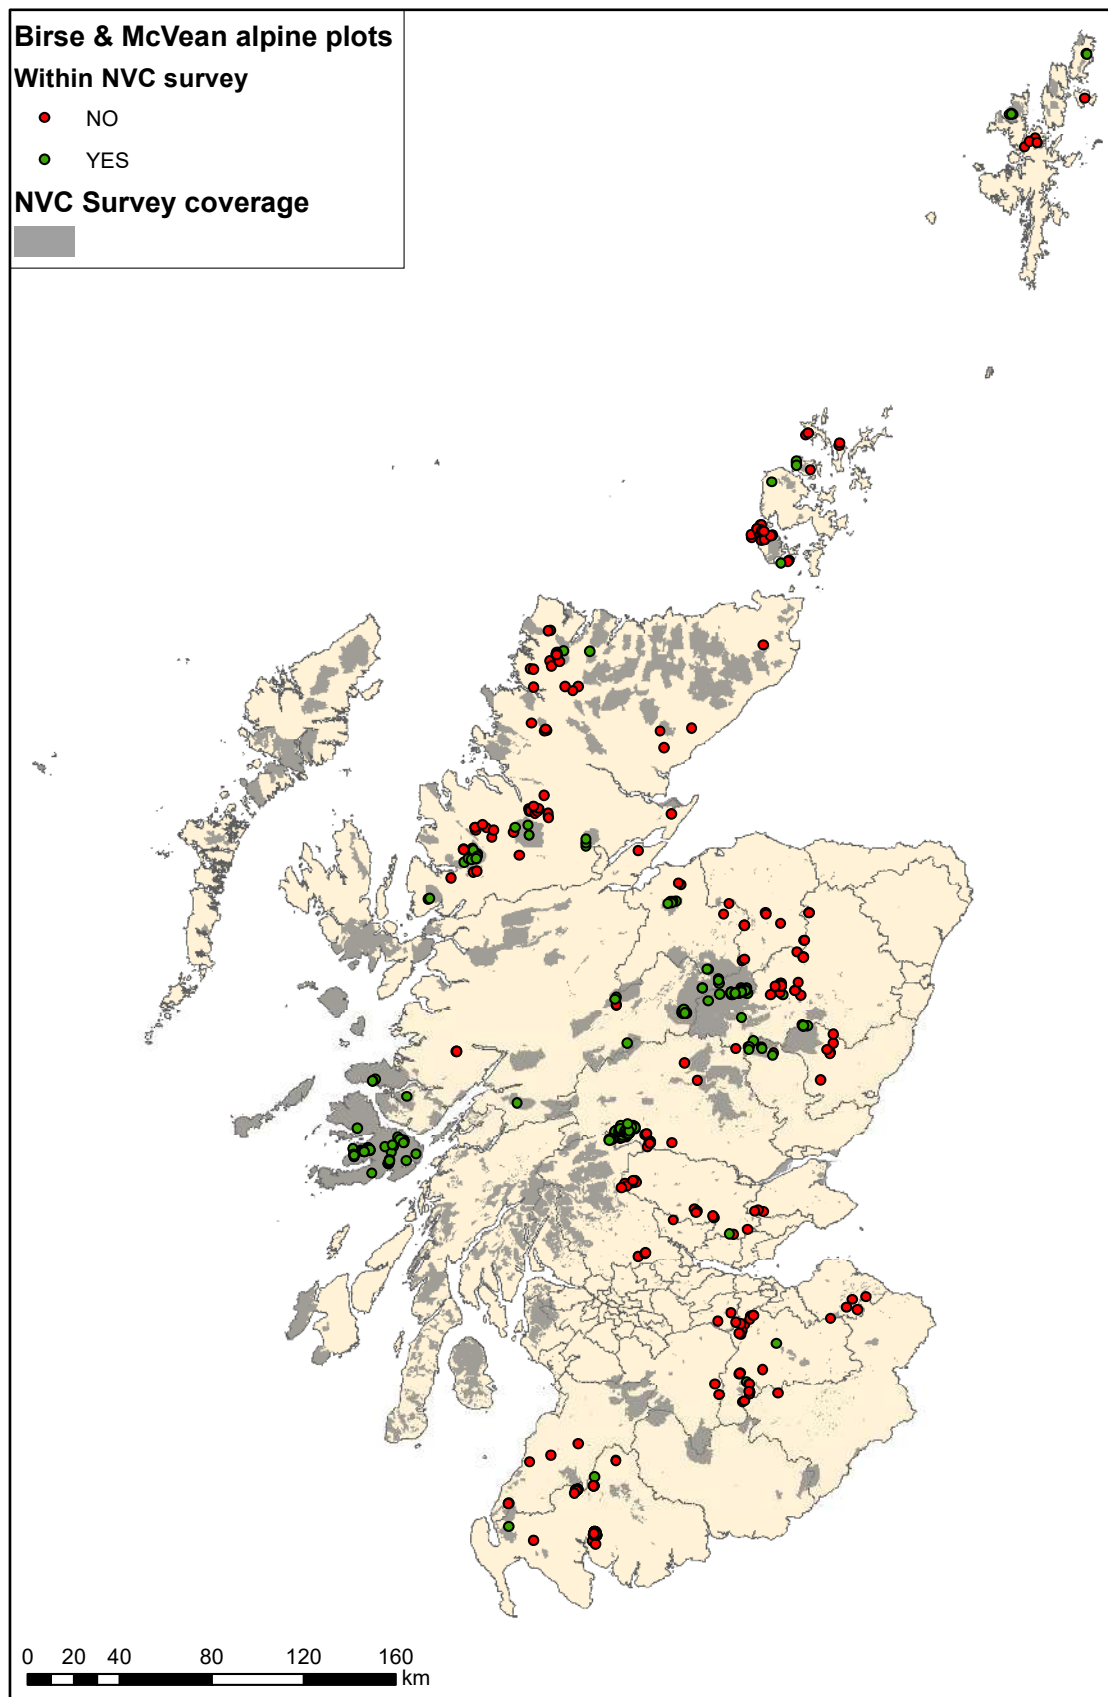 Birse & McVean alpine plots
Within NVC survey
NO
YES
NVC Survey coverage
0 20 40 80 120 160
km